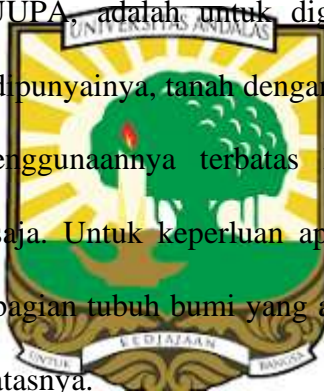 UUPA, adalah untuk dig
UNIVERSITAS ANDALAS
dipunyainya, tanah dengan
enggunaannya terbatas
saja. Untuk keperluan ap
bagian tubuh bumi yang a
KEDJAJAAN
UNTUK BANGSA
atasnya.